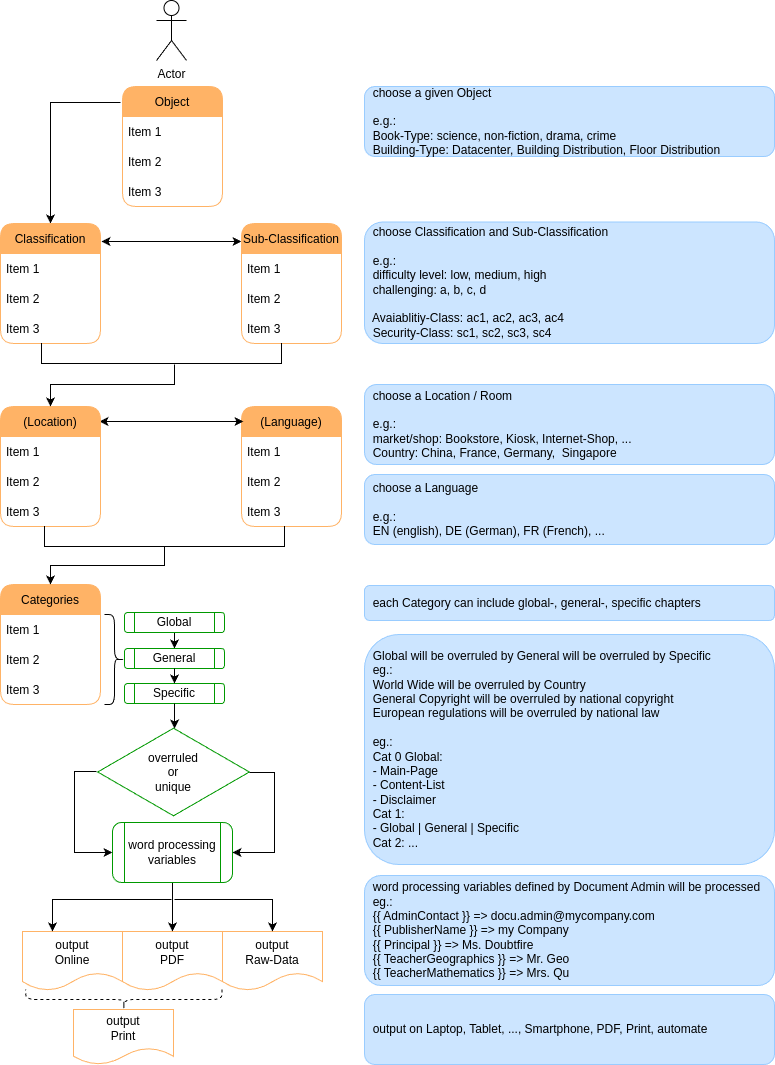 Actor
Object
Item 1
Item 2
Item 3
choose a given Object
e.g.:
Book-Type: science, non-fiction, drama, crime
Building-Type: Datacenter, Building Distribution, Floor Distribution
Classification
Item 1
Item 2
Item 3
Sub-Classification
Item 1
Item 2
Item 3
choose Classification and Sub-Classification
e.g.:
difficulty level: low, medium, high
challenging: a, b, c, d
Avaiablitiy-Class: ac1, ac2, ac3, ac4
Security-Class: sc1, sc2, sc3, sc4
(Location)
Item 1
Item 2
Item 3
(Language)
Item 1
Item 2
Item 3
choose a Location / Room
e.g.:
market/shop: Bookstore, Kiosk, Internet-Shop, ...
Country: China, France, Germany,  Singapore
choose a Language
e.g.:
EN (english), DE (German), FR (French), ...
Categories
Item 1
Item 2
Item 3
Global
General
Specific
each Category can include global-, general-, specific chapters
overruled
or
unique
word processing
variables
Global will be overruled by General will be overruled by Specific
eg.:
World Wide will be overruled by Country
General Copyright will be overruled by national copyright
European regulations will be overruled by national law
eg.:
Cat 0 Global:
- Main-Page
- Content-List
- Disclaimer
Cat 1:
- Global | General | Specific
Cat 2: ...
word processing variables defined by Document Admin will be processed
eg.:
{{ AdminContact }} => docu.admin@mycompany.com
{{ PublisherName }} => my Company
{{ Principal }} => Ms. Doubtfire
{{ TeacherGeographics }} => Mr. Geo
{{ TeacherMathematics }} => Mrs. Qu
output
Online
output
PDF
output
Raw-Data
output
Print
output on Laptop, Tablet, ..., Smartphone, PDF, Print, automate